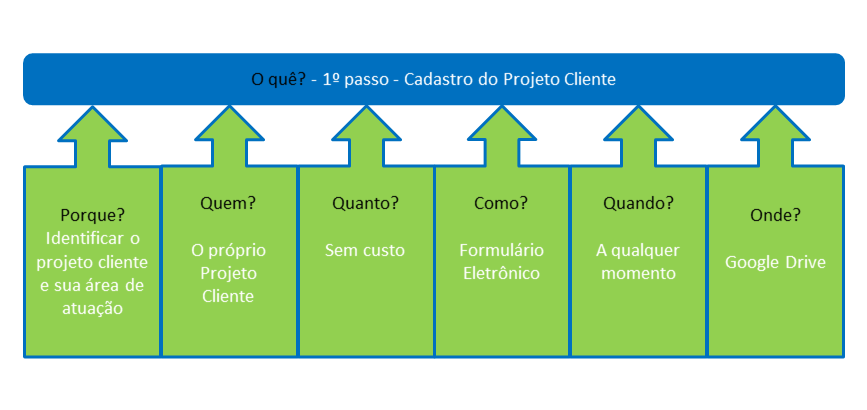 O quê? - 1º passo - Cadastro do Projeto Cliente
Porque?
Identificar o
projeto cliente
e sua área de
atuação
Quem?
O próprio
Projeto
Cliente
Quanto?
Sem custo
Como?
Formulário
Eletrônico
Quando?
A qualquer
momento
Onde?
Google Drive